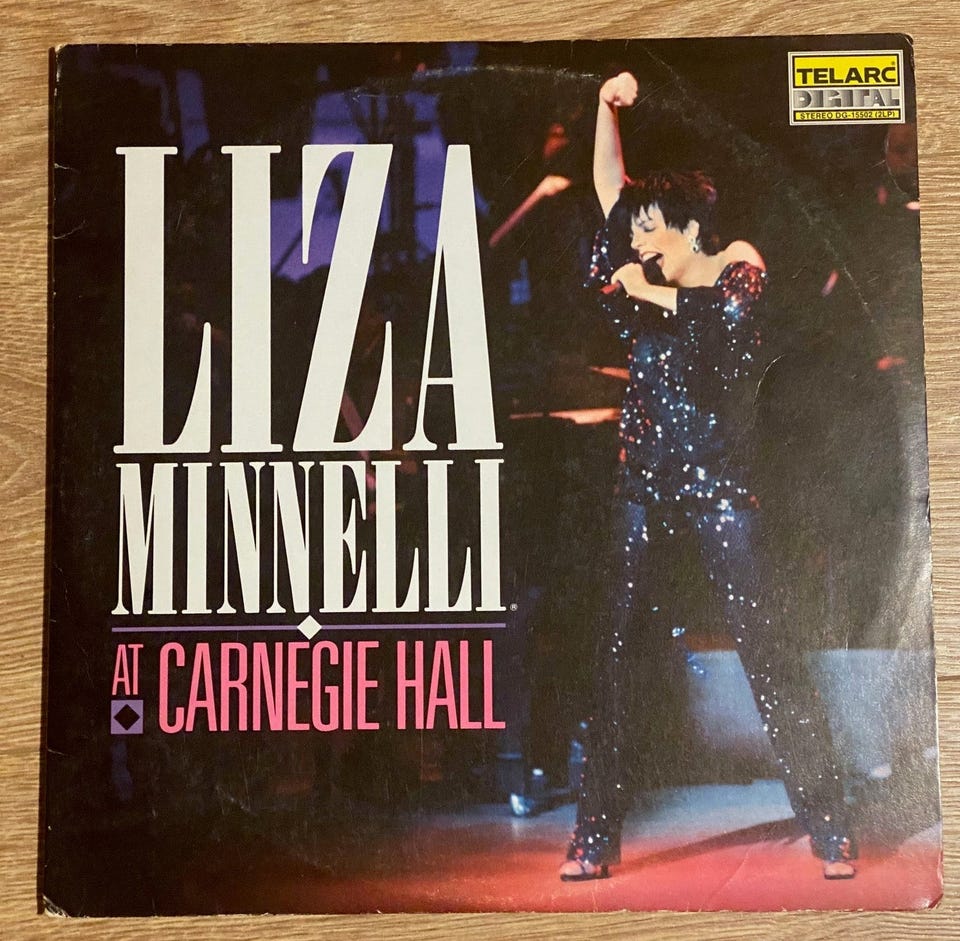 TELARC®
DIGITAL
STEREO DG-15502 (2LP)
LIZA
MINNELLI®
AT CARNEGIE HALL